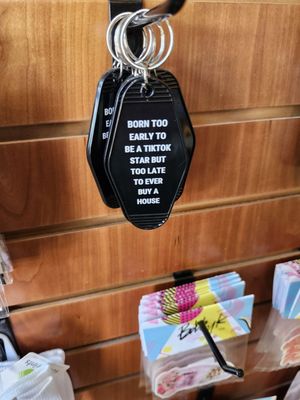 BORN TOO
EARLY TO
BE A TIKTOK
STAR BUT
TOO LATE
TO EVER
BUY A
HOUSE